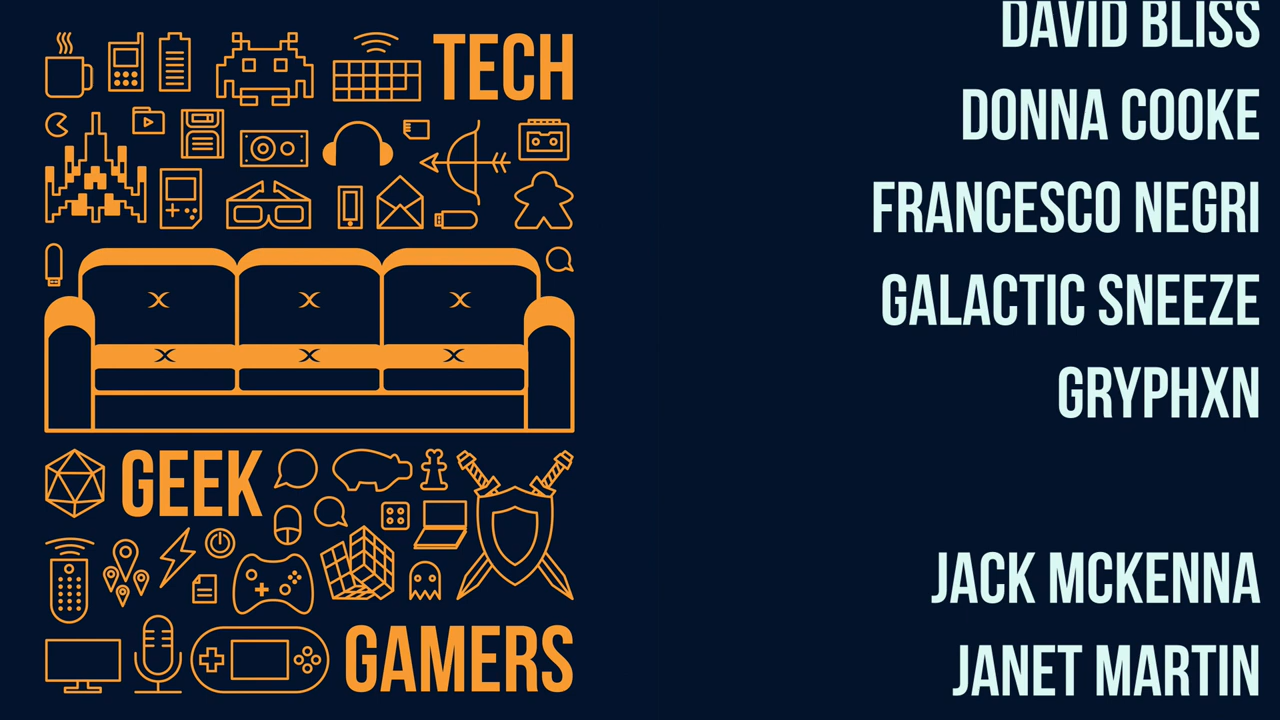 TECH
GEEK
GAMERS
DAVID BLISS
DONNA COOKE
FRANCESCO NEGRI
GALACTIC SNEEZE
GRYPHXN
JACK MCKENNA
JANET MARTIN